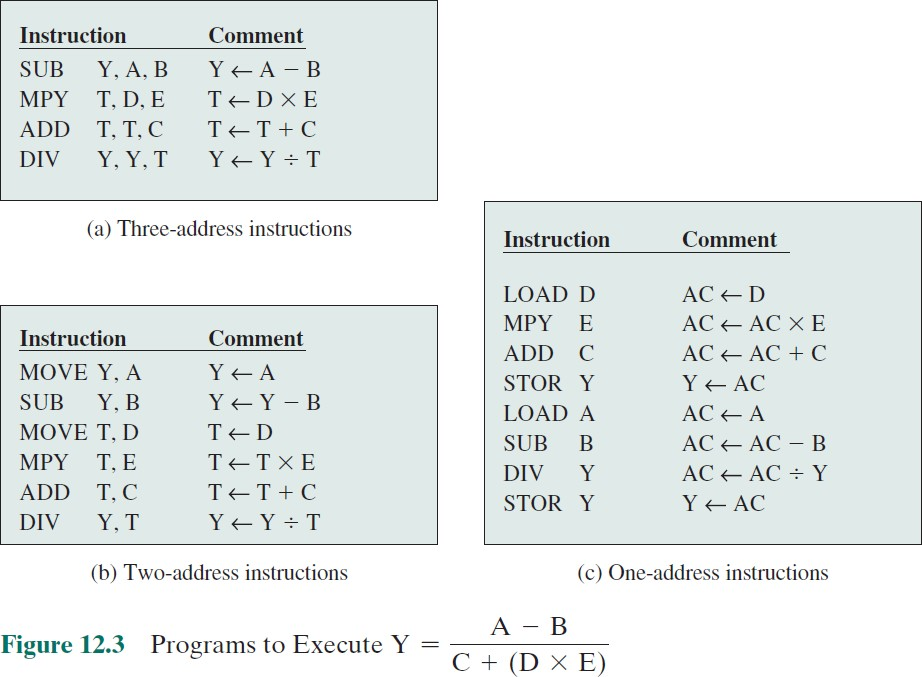 Instruction Comment
SUB Y, A, B Y ← A − B
MPY T, D, E T ← D × E
ADD T, T, C T ← T + C
DIV Y, Y, T Y ← Y ÷ T
(a) Three-address instructions
Instruction Comment
MOVE Y, A Y ← A
SUB Y, B Y ← Y − B
MOVE T, D T ← D
MPY T, E T ← T × E
ADD T, C T ← T + C
DIV Y, T Y ← Y ÷ T
(b) Two-address instructions
Instruction Comment
LOAD D AC ← D
MPY E AC ← AC × E
ADD C AC ← AC + C
STOR Y Y ← AC
LOAD A AC ← A
SUB B AC ← AC − B
DIV Y AC ← AC ÷ Y
STOR Y Y ← AC
(c) One-address instructions
A − B
Figure 12.3 Programs to Execute Y =
C + (D × E)